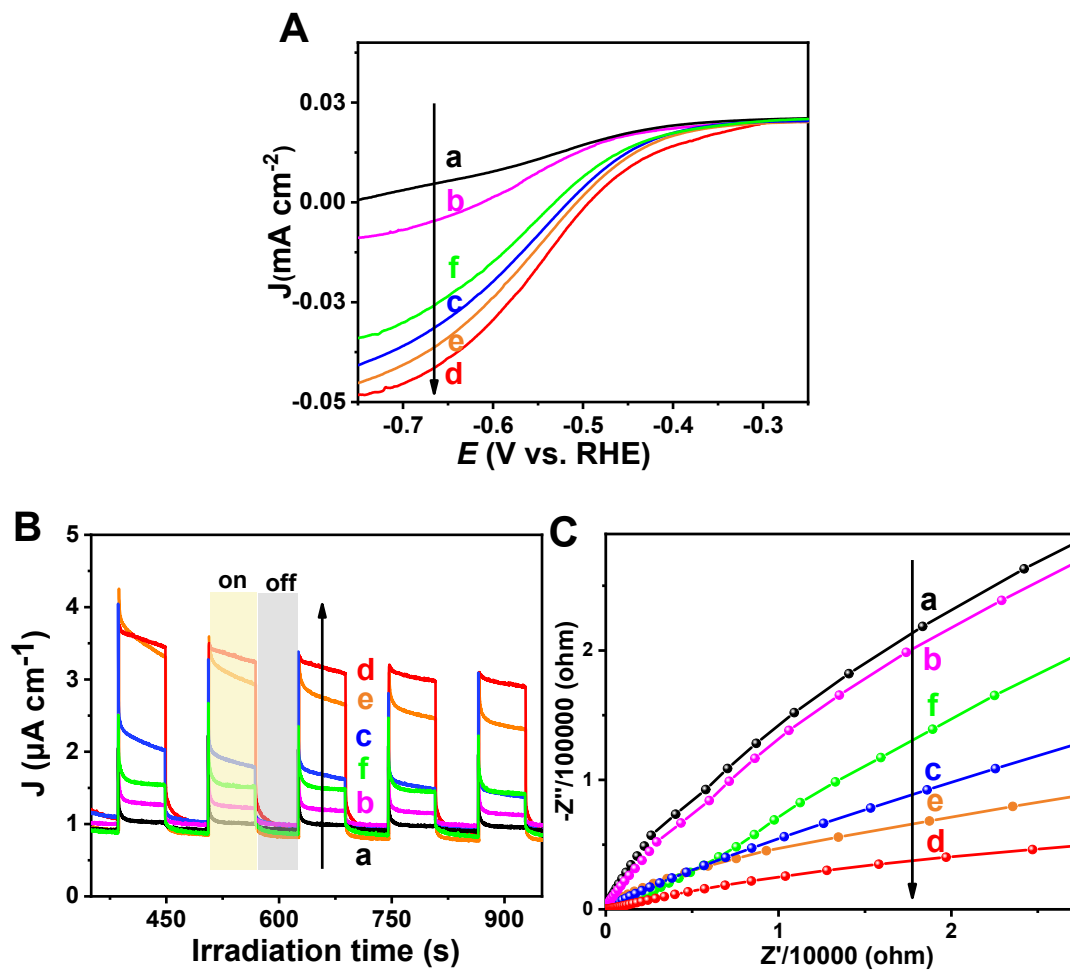 A
0.03
0.00
-0.03
-0.05
J(mA cm-2)
a
b
f
c
e
d
-0.7
-0.6
-0.5
-0.4
-0.3
E (V vs. RHE)
B
5
4
3
2
1
0
J (µA cm-1)
on
off
d
e
c
f
b
a
450
600
750
900
Irradiation time (s)
C
2
1
0
-Z''/100000 (ohm)
a
b
f
c
e
d
0
1
2
Z'/10000 (ohm)